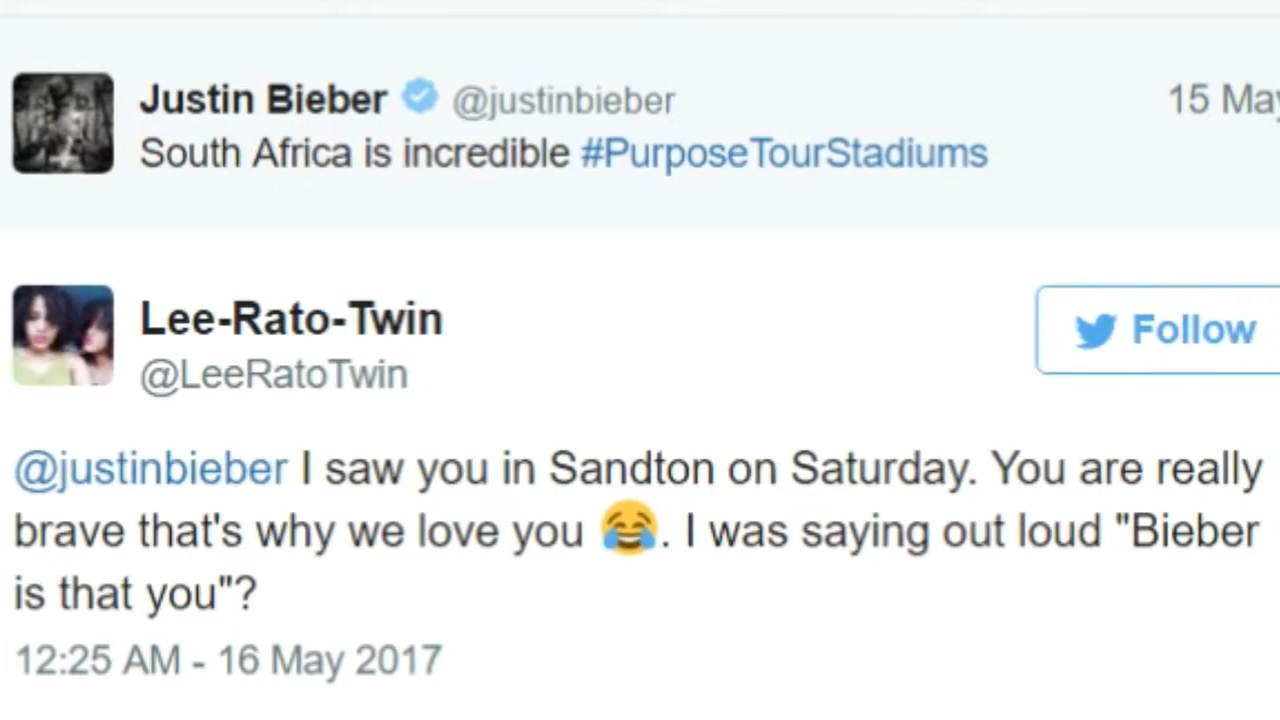 Justin Bieber @justinbieber 15 May
South Africa is incredible #PurposeTourStadiums
Lee-Rato-Twin
@LeeRatoTwin
Follow
@justinbieber I saw you in Sandton on Saturday. You are really
brave that's why we love you 😂. I was saying out loud "Bieber
is that you"?
12:25 AM - 16 May 2017